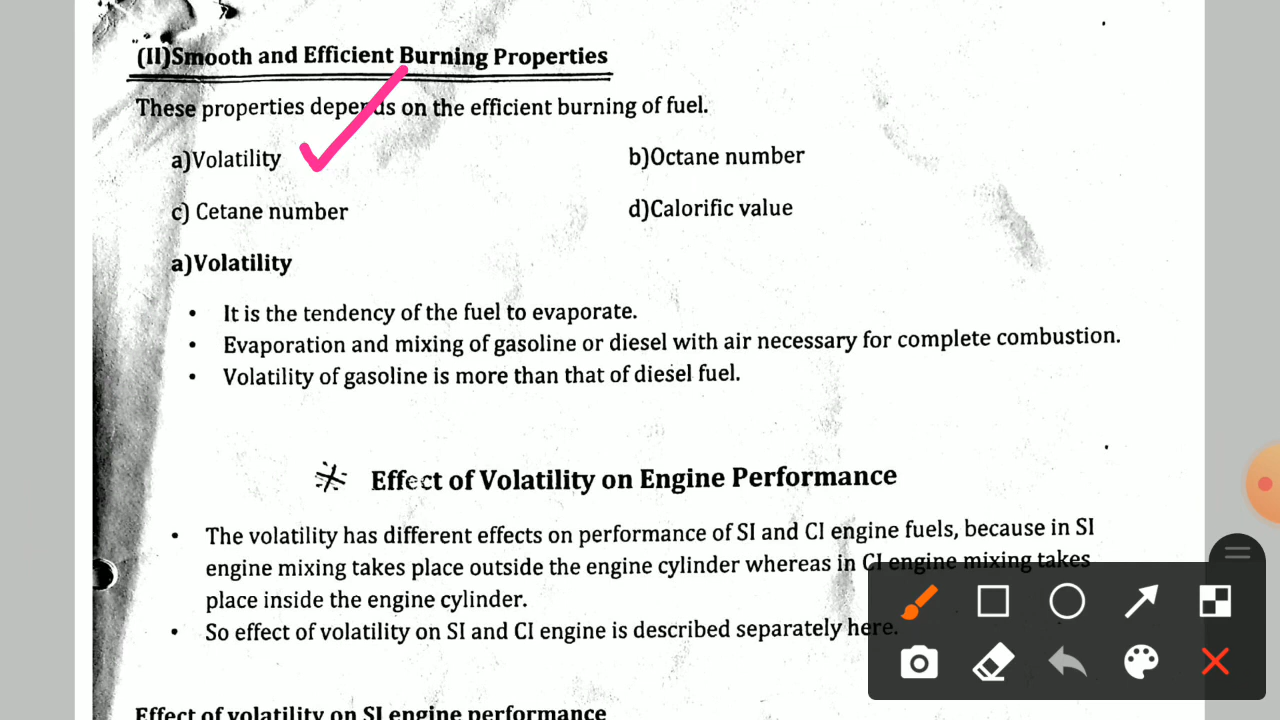 (II)Smooth and Efficient Burning Properties
These properties depends on the efficient burning of fuel.
a)Volatility b)Octane number
c) Cetane number d)Calorific value
a)Volatility
• It is the tendency of the fuel to evaporate.
• Evaporation and mixing of gasoline or diesel with air necessary for complete combustion.
• Volatility of gasoline is more than that of diesel fuel.
Effect of Volatility on Engine Performance
• The volatility has different effects on performance of SI and CI engine fuels, because in SI
engine mixing takes place outside the engine cylinder whereas in CI engine mixing takes
place inside the engine cylinder.
• So effect of volatility on SI and CI engine is described separately here.
Effect of volatility on SI engine performance